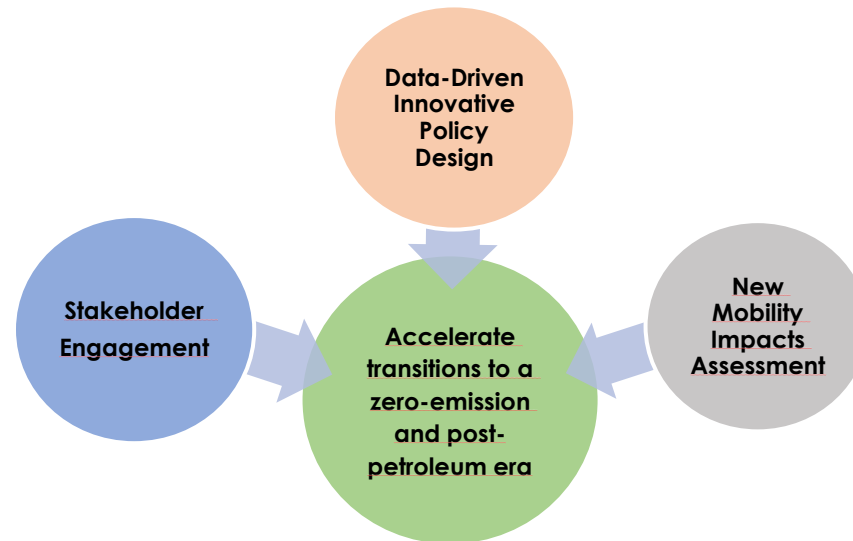 Data-Driven
Innovative
Policy
Design
Stakeholder
Engagement
New
Mobility
Impacts
Assessment
Accelerate
transitions to a
zero-emission
and post-
petroleum era